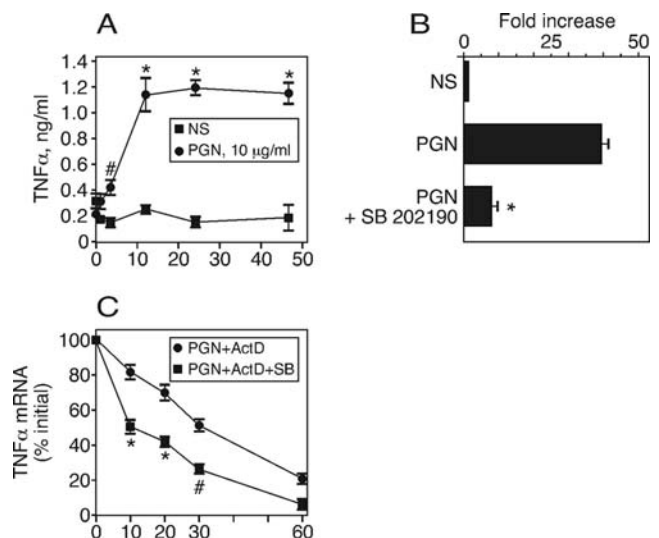 A
TNFα, ng/ml
1.4
1.2
1.0
0.8
0.6
0.4
0.2
0
* * *
#
NS
PGN, 10 μg/ml
0 10 20 30 40 50
B
Fold increase
0 25 50
NS
PGN
PGN
+ SB 202190 *
C
TNFα mRNA
(% initial)
100
80
60
40
20
0
PGN+ActD
PGN+ActD+SB
* * #
0 10 20 30 60